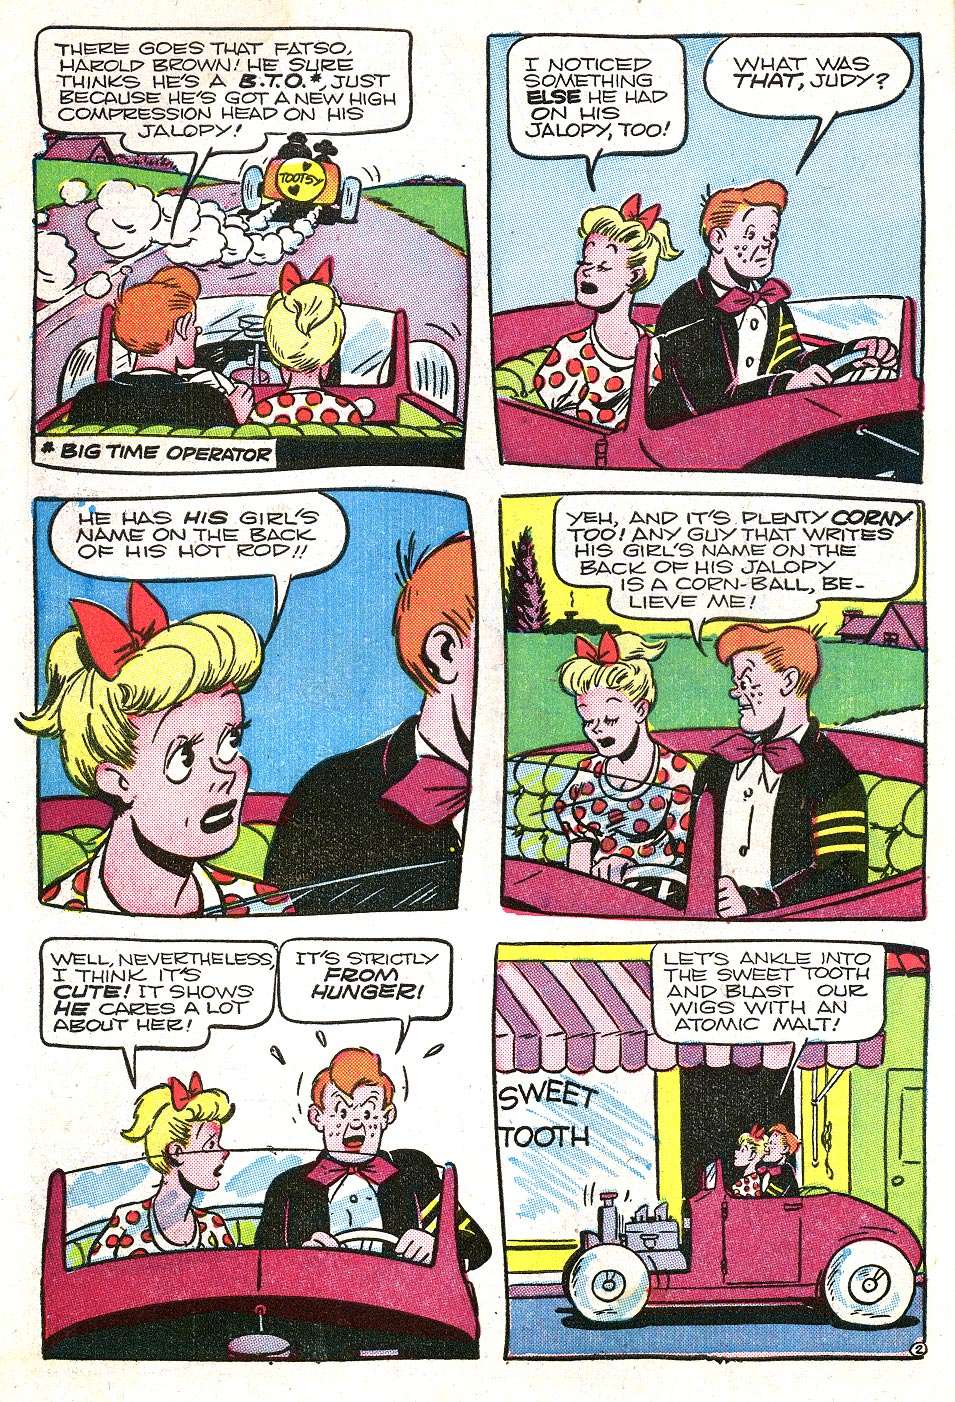 THERE GOES THAT FATSO,
HAROLD BROWN! HE SURE
THINKS HE'S A B.T.O.*, JUST
BECAUSE HE'S GOT A NEW HIGH
COMPRESSION HEAD ON HIS
JALOPY!
TOOTSY
* BIG TIME OPERATOR
I NOTICED
SOMETHING
ELSE HE HAD
ON HIS
JALOPY, TOO!
WHAT WAS
THAT, JUDY?
HE HAS HIS GIRL'S
NAME ON THE BACK
OF HIS HOT ROD!!
YEH, AND IT'S PLENTY CORNY
TOO! ANY GUY THAT WRITES
HIS GIRL'S NAME ON THE
BACK OF HIS JALOPY
IS A CORN-BALL, BE-
LIEVE ME!
WELL, NEVERTHELESS,
I THINK IT'S
CUTE! IT SHOWS
HE CARES A LOT
ABOUT HER!
IT'S STRICTLY
FROM
HUNGER!
LET'S ANKLE INTO
THE SWEET TOOTH
AND BLAST OUR
WIGS WITH AN
ATOMIC MALT!
SWEET
TOOTH
2